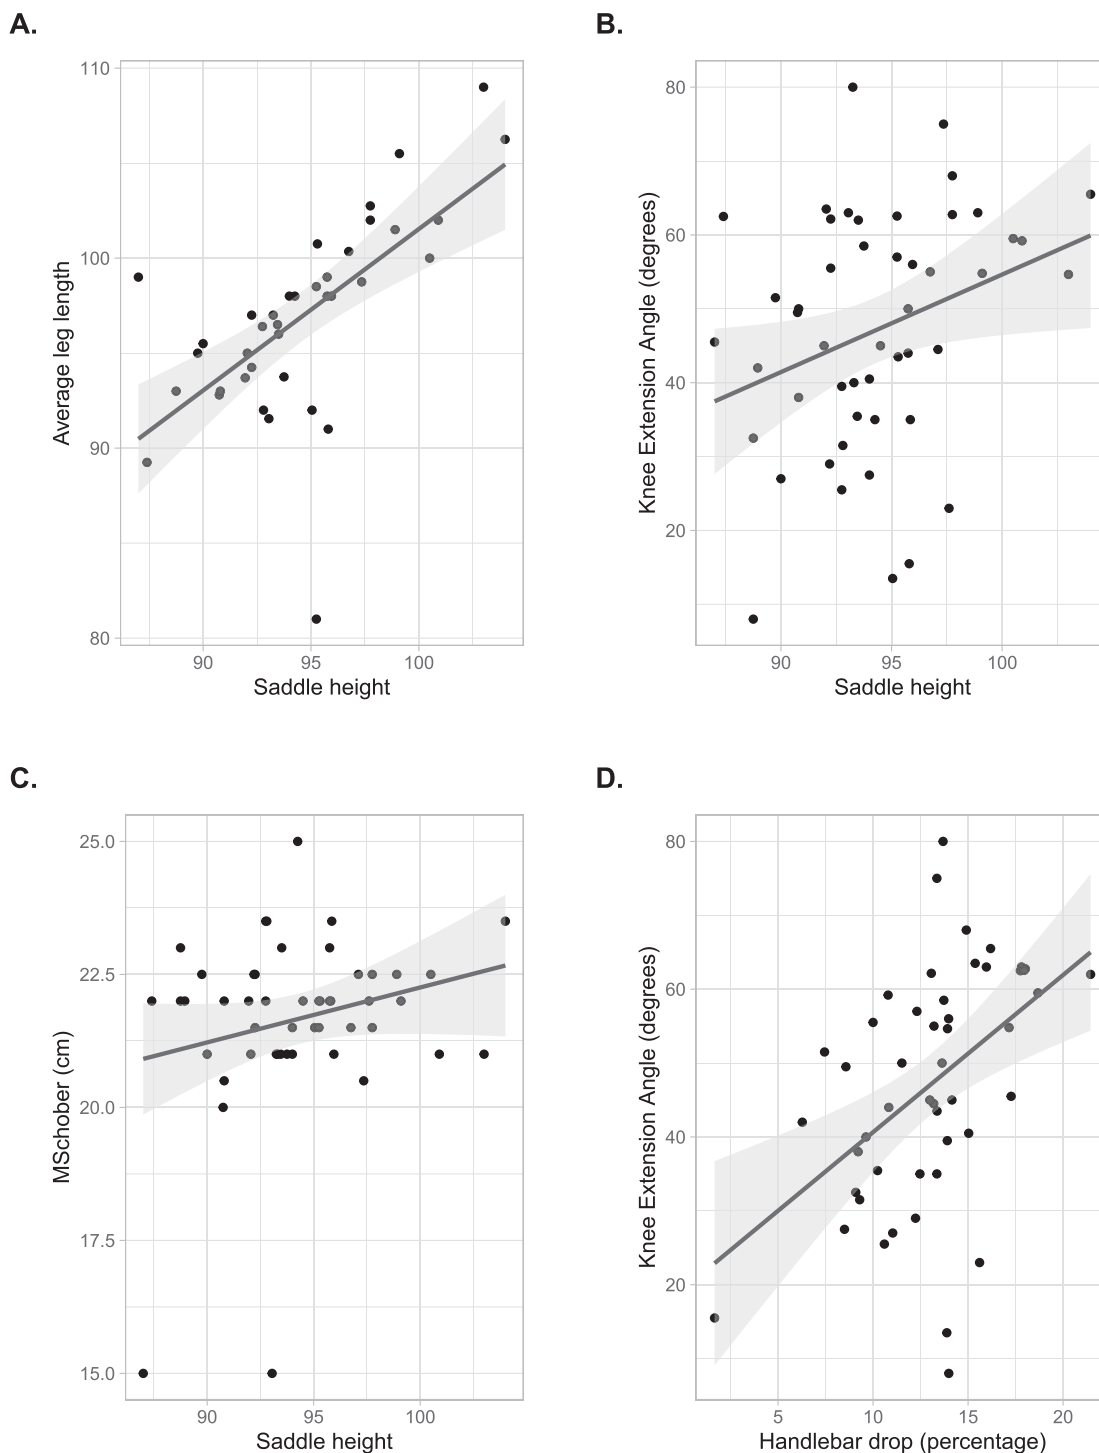 A.
110
100
90
80
Average leg length
90 95 100
Saddle height
B.
80
60
40
20
Knee Extension Angle (degrees)
90 95 100
Saddle height
C.
25.0
22.5
20.0
17.5
15.0
MSchober (cm)
90 95 100
Saddle height
D.
80
60
40
20
Knee Extension Angle (degrees)
5 10 15 20
Handlebar drop (percentage)